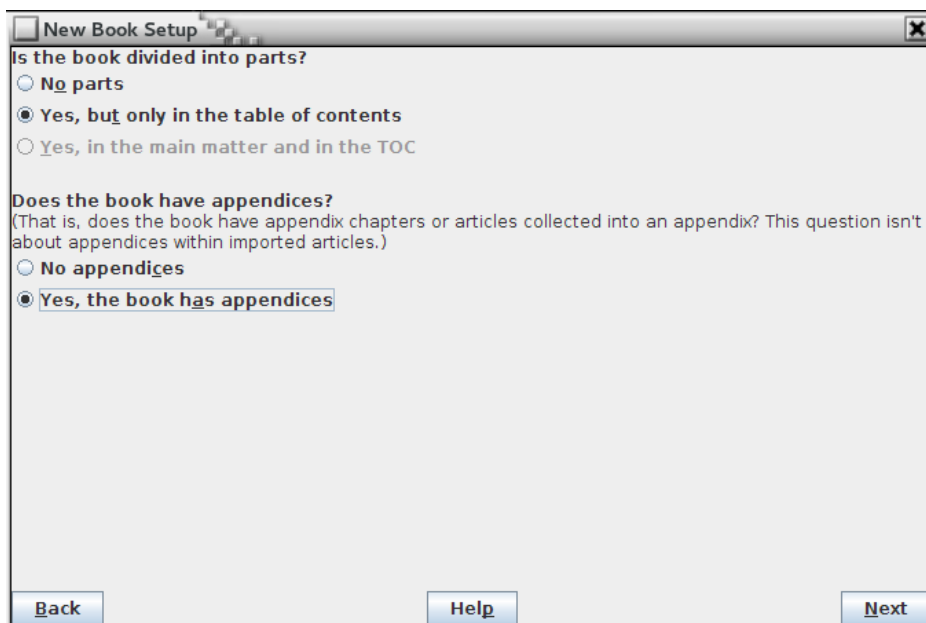 New Book Setup
Is the book divided into parts?
No parts
Yes, but only in the table of contents
Yes, in the main matter and in the TOC
Does the book have appendices?
(That is, does the book have appendix chapters or articles collected into an appendix? This question isn't
about appendices within imported articles.)
No appendices
Yes, the book has appendices
Back Help Next